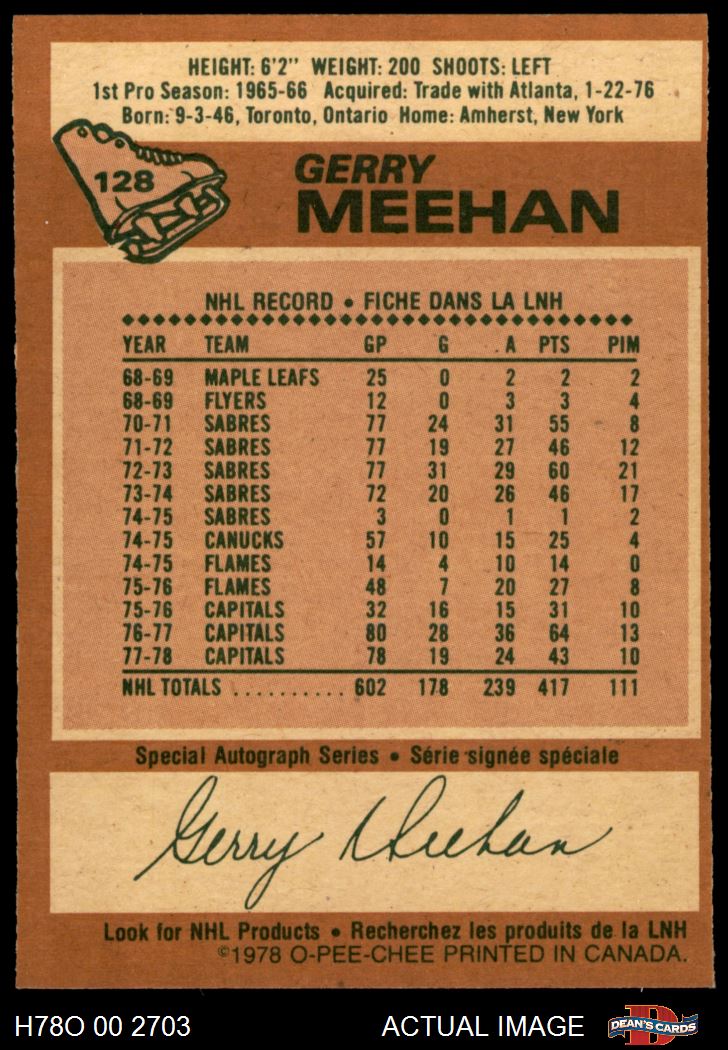 HEIGHT: 6'2" WEIGHT: 200 SHOOTS: LEFT
1st Pro Season: 1965-66 Acquired: Trade with Atlanta, 1-22-76
Born: 9-3-46, Toronto, Ontario Home: Amherst, New York
128
GERRY
MEEHAN
NHL RECORD • FICHE DANS LA LNH
YEAR TEAM GP G A PTS PIM
68-69 MAPLE LEAFS 25 0 2 2 2
68-69 FLYERS 12 0 3 3 4
70-71 SABRES 77 24 31 55 8
71-72 SABRES 77 19 27 46 12
72-73 SABRES 77 31 29 60 21
73-74 SABRES 72 20 26 46 17
74-75 SABRES 3 0 1 1 2
74-75 CANUCKS 57 10 15 25 4
74-75 FLAMES 14 4 10 14 0
75-76 FLAMES 48 7 20 27 8
75-76 CAPITALS 32 16 15 31 10
76-77 CAPITALS 80 28 36 64 13
77-78 CAPITALS 78 19 24 43 10
NHL TOTALS .......... 602 178 239 417 111
Special Autograph Series • Série signée spéciale
Gerry Meehan
Look for NHL Products • Recherchez les produits de la LNH
©1978 O-PEE-CHEE PRINTED IN CANADA.
H78O 00 2703 ACTUAL IMAGE D DEAN'S CARDS